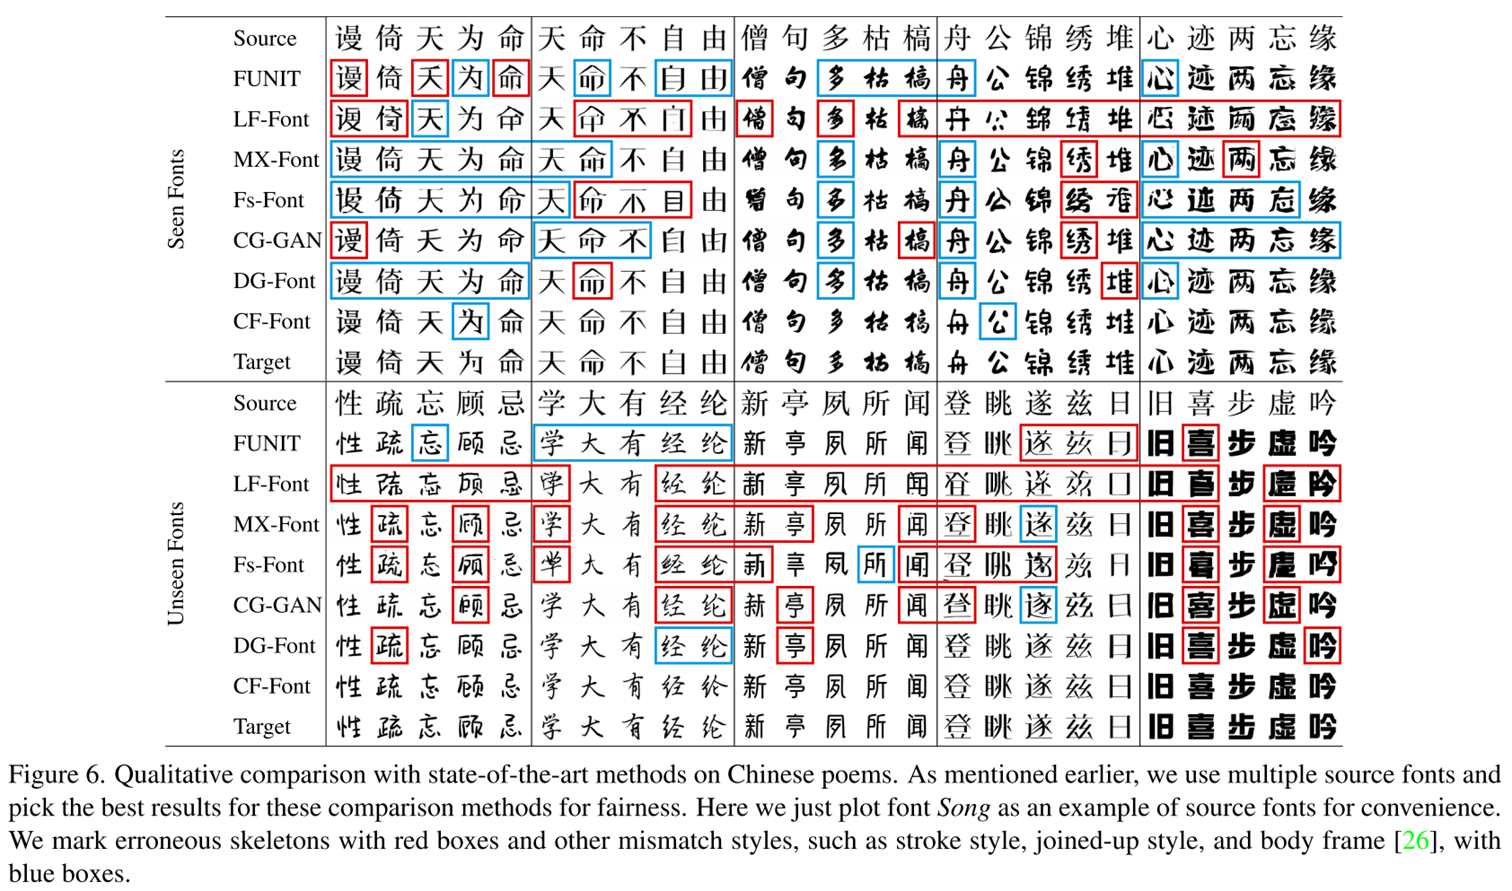 Seen Fonts
Source 谩倚天为命 天命不自由 僧句多枯槁 舟公锦绣堆 心迹两忘缘
FUNIT 谩倚天为命 天命不自由 僧句多枯槁 舟公锦绣堆 心迹两忘缘
LF-Font 谩倚天为命 天命不自由 僧句多枯槁 舟公锦绣堆 心迹两忘缘
MX-Font 谩倚天为命 天命不自由 僧句多枯槁 舟公锦绣堆 心迹两忘缘
Fs-Font 谩倚天为命 天命不自由 僧句多枯槁 舟公锦绣堆 心迹两忘缘
CG-GAN 谩倚天为命 天命不自由 僧句多枯槁 舟公锦绣堆 心迹两忘缘
DG-Font 谩倚天为命 天命不自由 僧句多枯槁 舟公锦绣堆 心迹两忘缘
CF-Font 谩倚天为命 天命不自由 僧句多枯槁 舟公锦绣堆 心迹两忘缘
Target 谩倚天为命 天命不自由 僧句多枯槁 舟公锦绣堆 心迹两忘缘
Unseen Fonts
Source 性疏忘顾忌 学大有经纶 新亭夙所闻 登眺遂兹日 旧喜步虚吟
FUNIT 性疏忘顾忌 学大有经纶 新亭夙所闻 登眺遂兹日 旧喜步虚吟
LF-Font 性疏忘顾忌 学大有经纶 新亭夙所闻 登眺遂兹日 旧喜步虚吟
MX-Font 性疏忘顾忌 学大有经纶 新亭夙所闻 登眺遂兹日 旧喜步虚吟
Fs-Font 性疏忘顾忌 学大有经纶 新亭夙所闻 登眺遂兹日 旧喜步虚吟
CG-GAN 性疏忘顾忌 学大有经纶 新亭夙所闻 登眺遂兹日 旧喜步虚吟
DG-Font 性疏忘顾忌 学大有经纶 新亭夙所闻 登眺遂兹日 旧喜步虚吟
CF-Font 性疏忘顾忌 学大有经纶 新亭夙所闻 登眺遂兹日 旧喜步虚吟
Target 性疏忘顾忌 学大有经纶 新亭夙所闻 登眺遂兹日 旧喜步虚吟
Figure 6. Qualitative comparison with state-of-the-art methods on Chinese poems. As mentioned earlier, we use multiple source fonts and
pick the best results for these comparison methods for fairness. Here we just plot font Song as an example of source fonts for convenience.
We mark erroneous skeletons with red boxes and other mismatch styles, such as stroke style, joined-up style, and body frame [26], with
blue boxes.